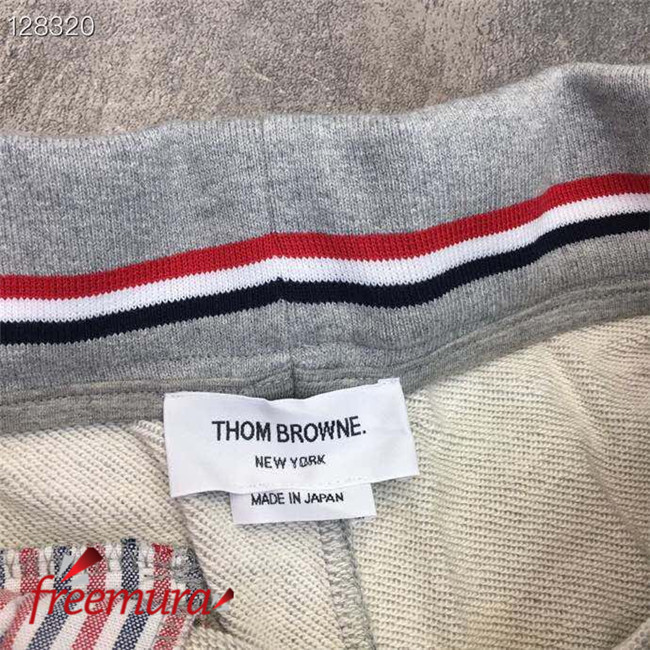 128320
THOM BROWNE.
NEW YORK
MADE IN JAPAN
freemura